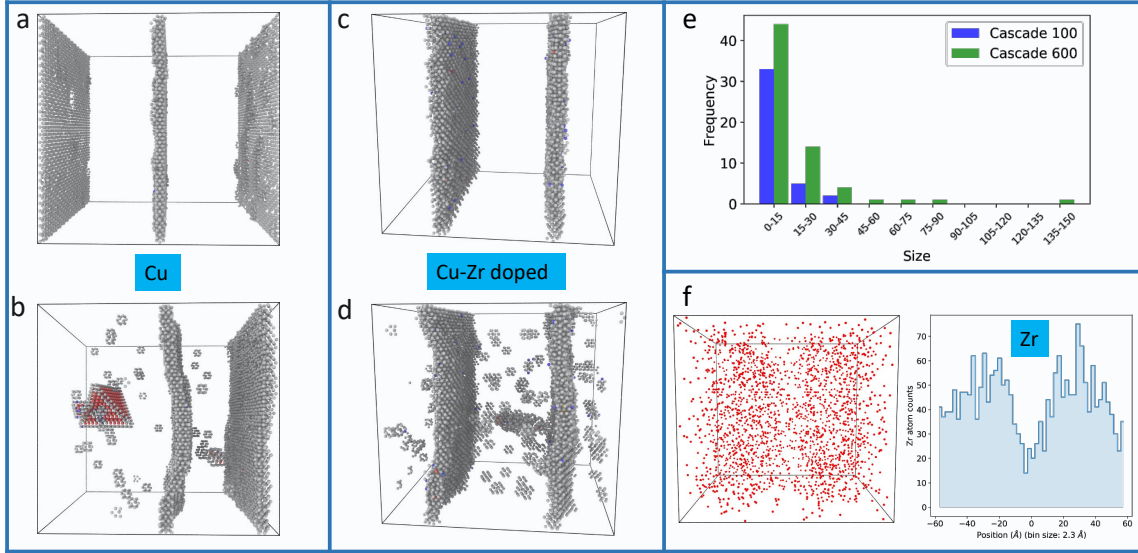 a
Cu
b
c
Cu-Zr doped
d
e
Cascade 100
Cascade 600
Frequency
40
30
20
10
0
0-15
15-30
30-45
45-60
60-75
75-90
90-105
105-120
120-135
135-150
Size
f
Zr
Zr atom counts
70
60
50
40
30
20
10
0
−60
−40
−20
0
20
40
60
Position (Å) (bin size: 2.3 Å)